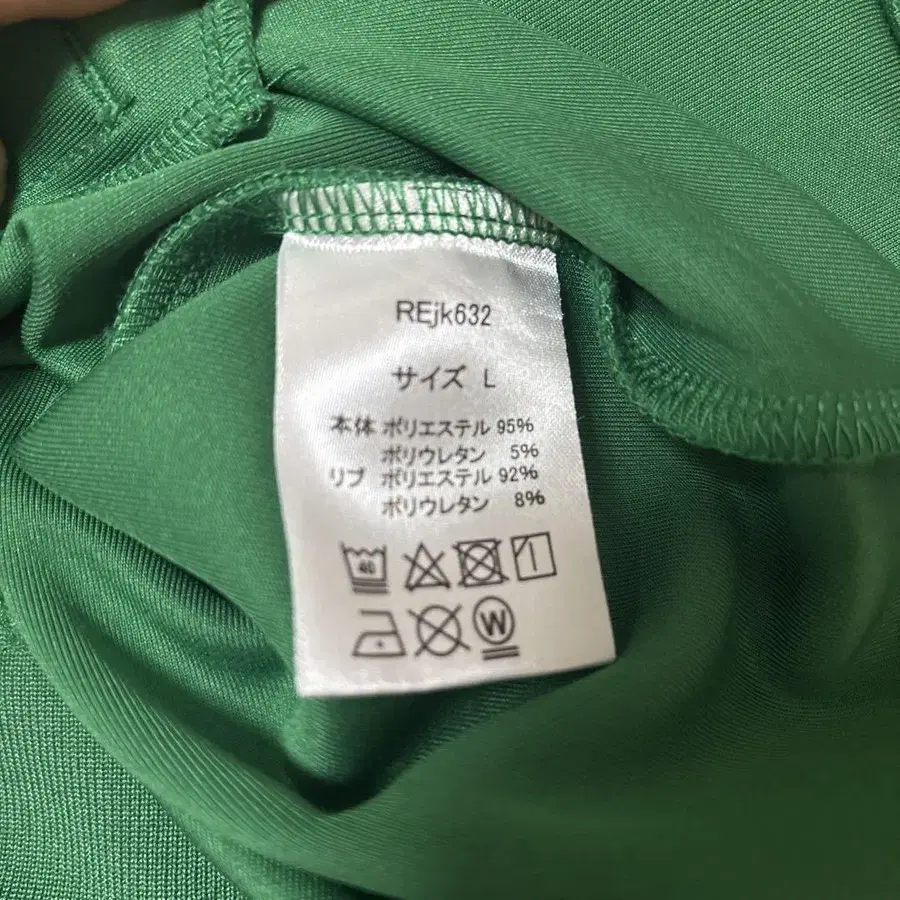 REjk632
サイズ L
本体 ポリエステル 95%
ポリウレタン 5%
リブ ポリエステル 92%
ポリウレタン 8%
40
W